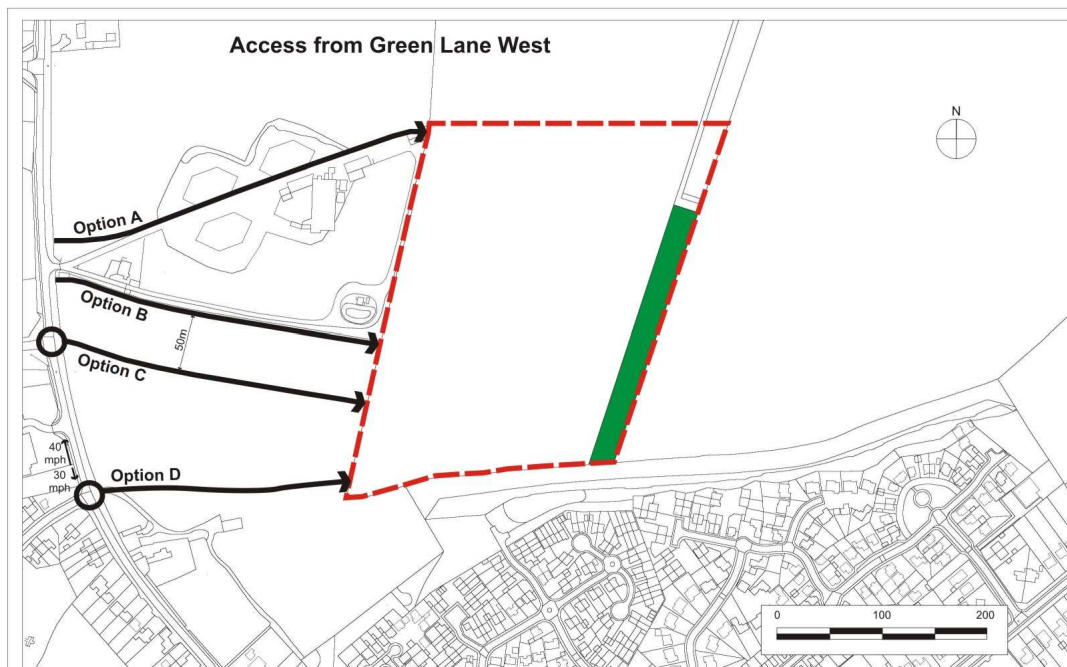 Access from Green Lane West
N
Option A
Option B
50m
Option C
40
mph
30
mph
Option D
0 100 200